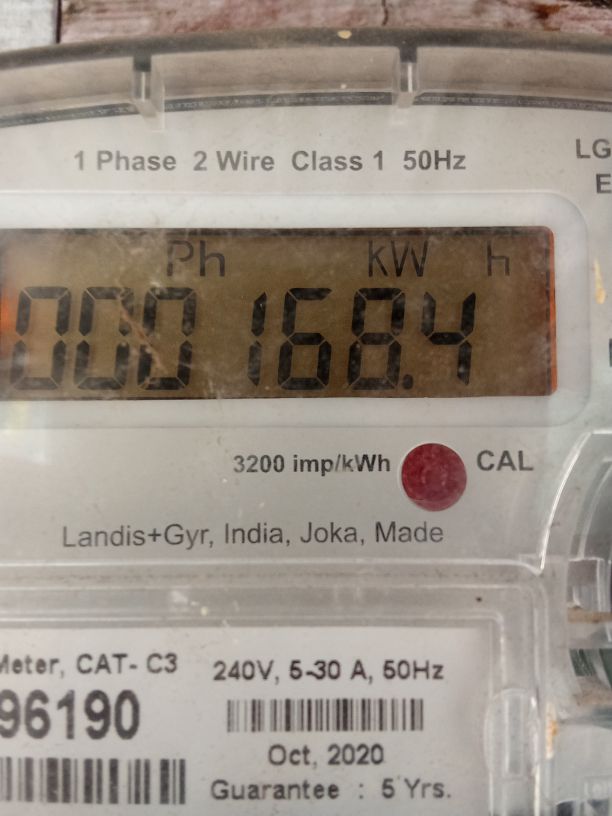 1 Phase 2 Wire Class 1 50Hz
LG
E
Ph kW h
000168.4
3200 imp/kWh CAL
Landis+Gyr, India, Joka, Made
Meter, CAT- C3
96190
240V, 5-30 A, 50Hz
Oct, 2020
Guarantee : 5 Yrs.